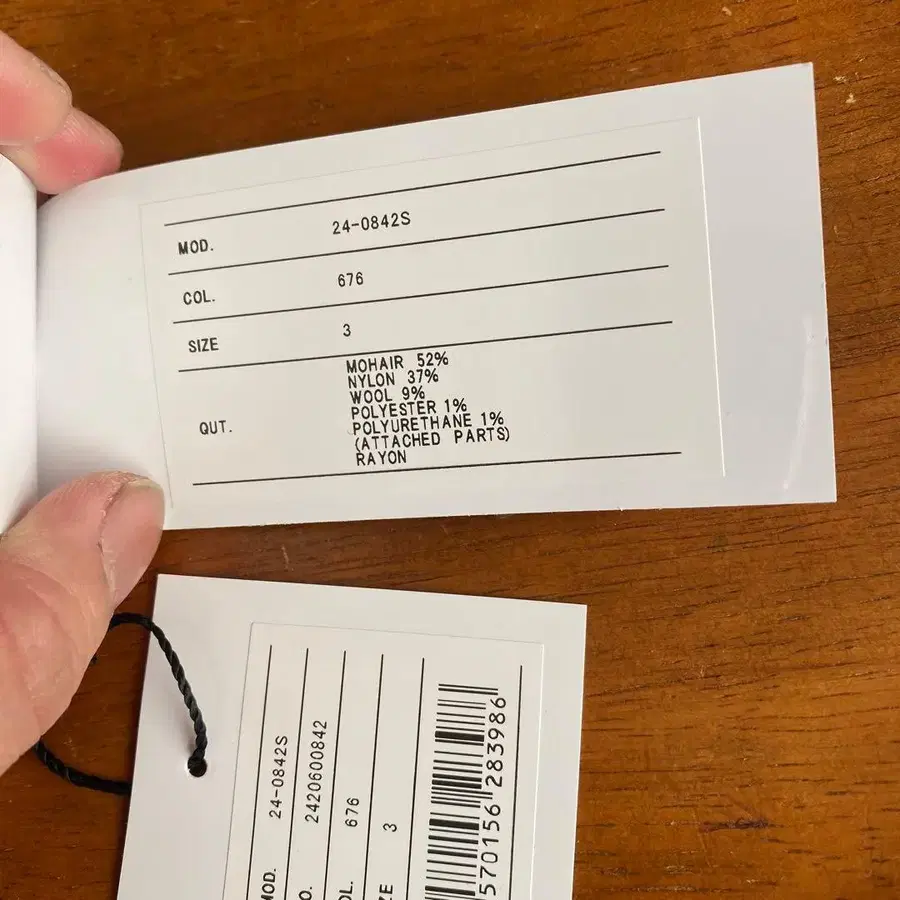 MOD. 24-0842S
COL. 676
SIZE 3
QUT. MOHAIR 52%
NYLON 37%
WOOL 9%
POLYESTER 1%
POLYURETHANE 1%
(ATTACHED PARTS)
RAYON
24-0842S
2420600842
676
3
570156 283986